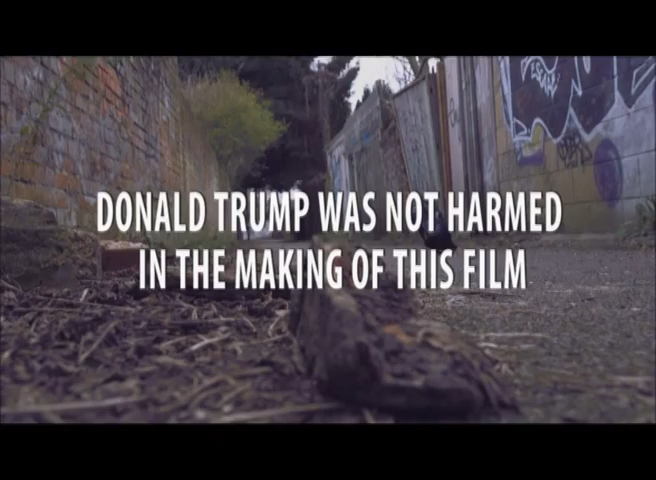 DONALD TRUMP WAS NOT HARMED
IN THE MAKING OF THIS FILM